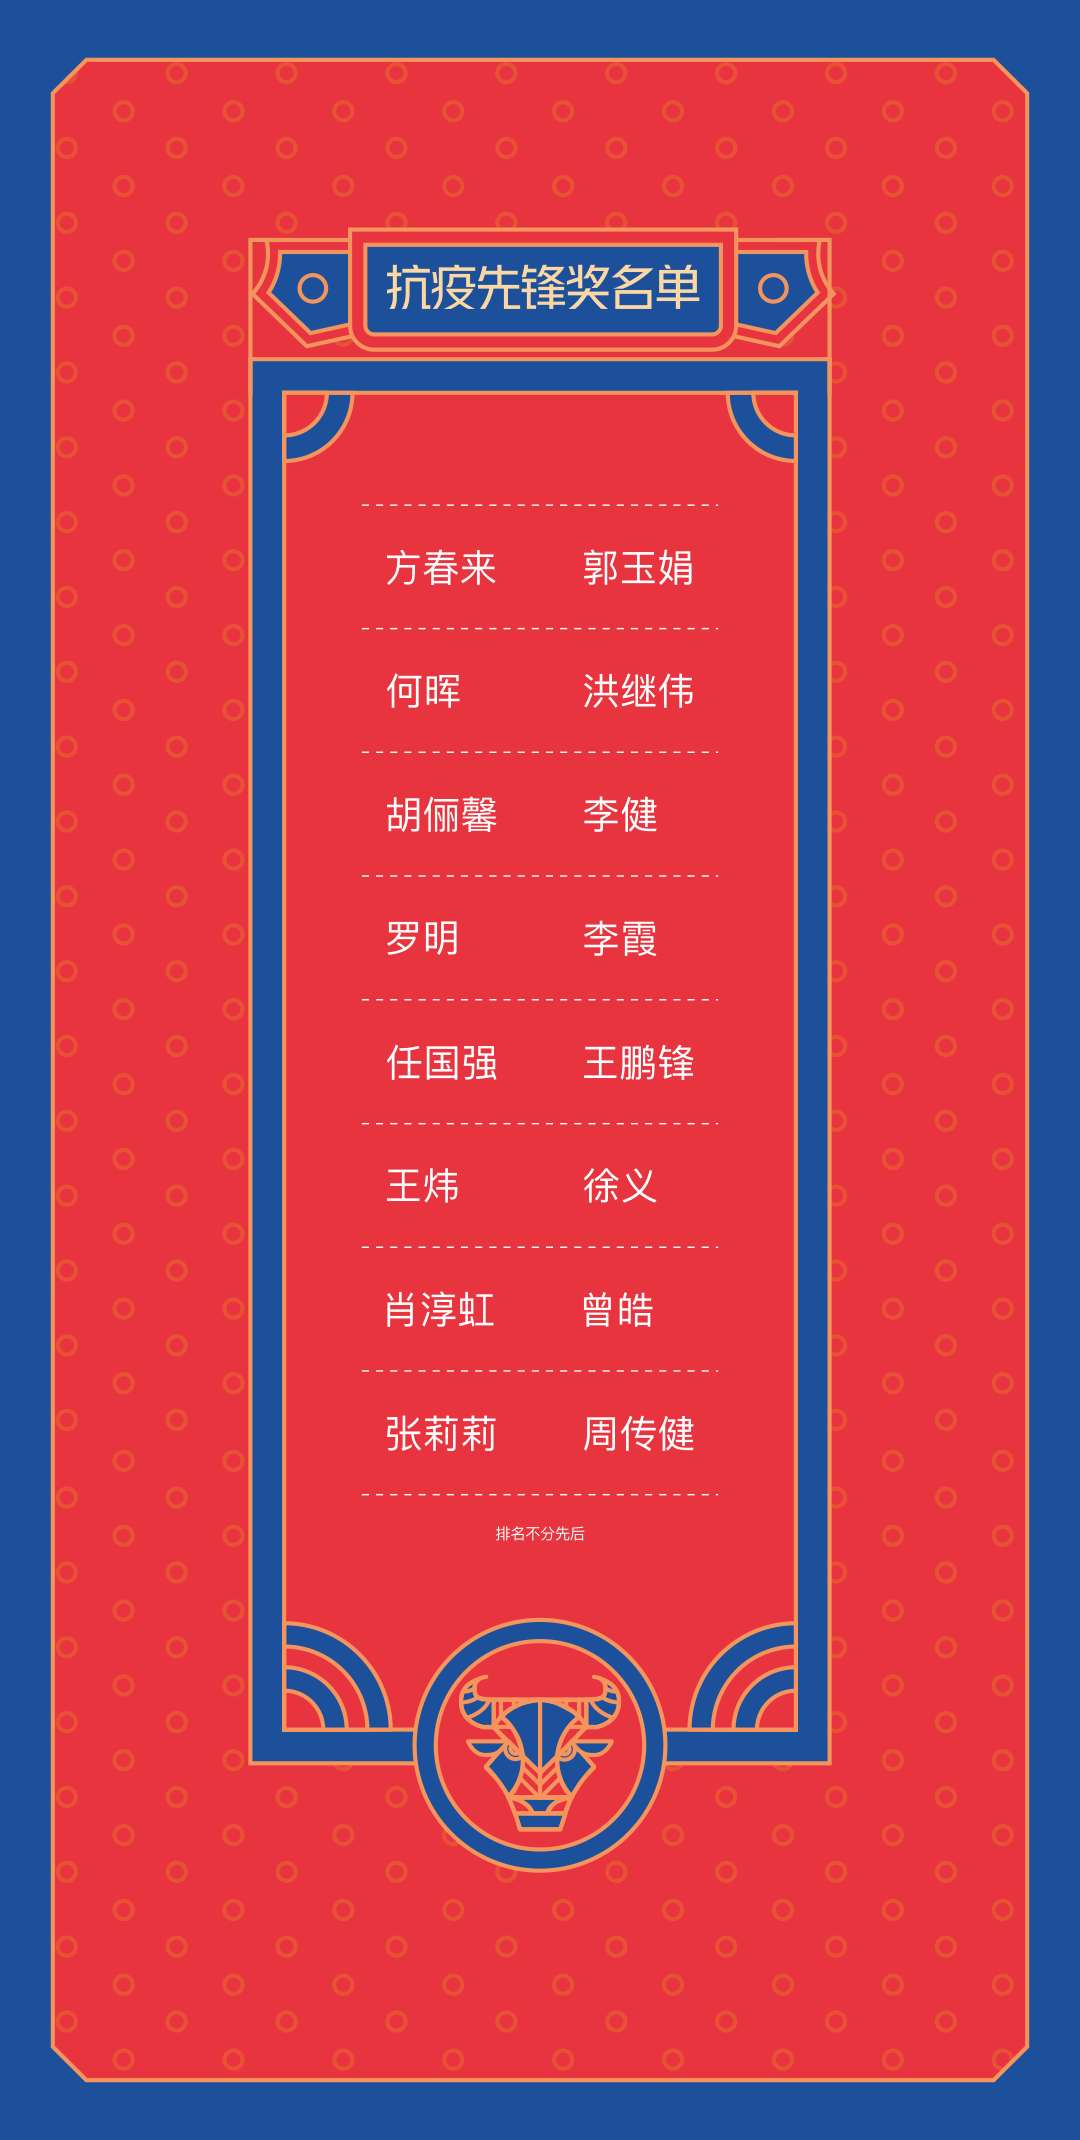 抗疫先锋奖名单
方春来 郭玉娟
何晖 洪继伟
胡俪馨 李健
罗明 李霞
任国强 王鹏锋
王炜 徐义
肖淳虹 曾皓
张莉莉 周传健
排名不分先后